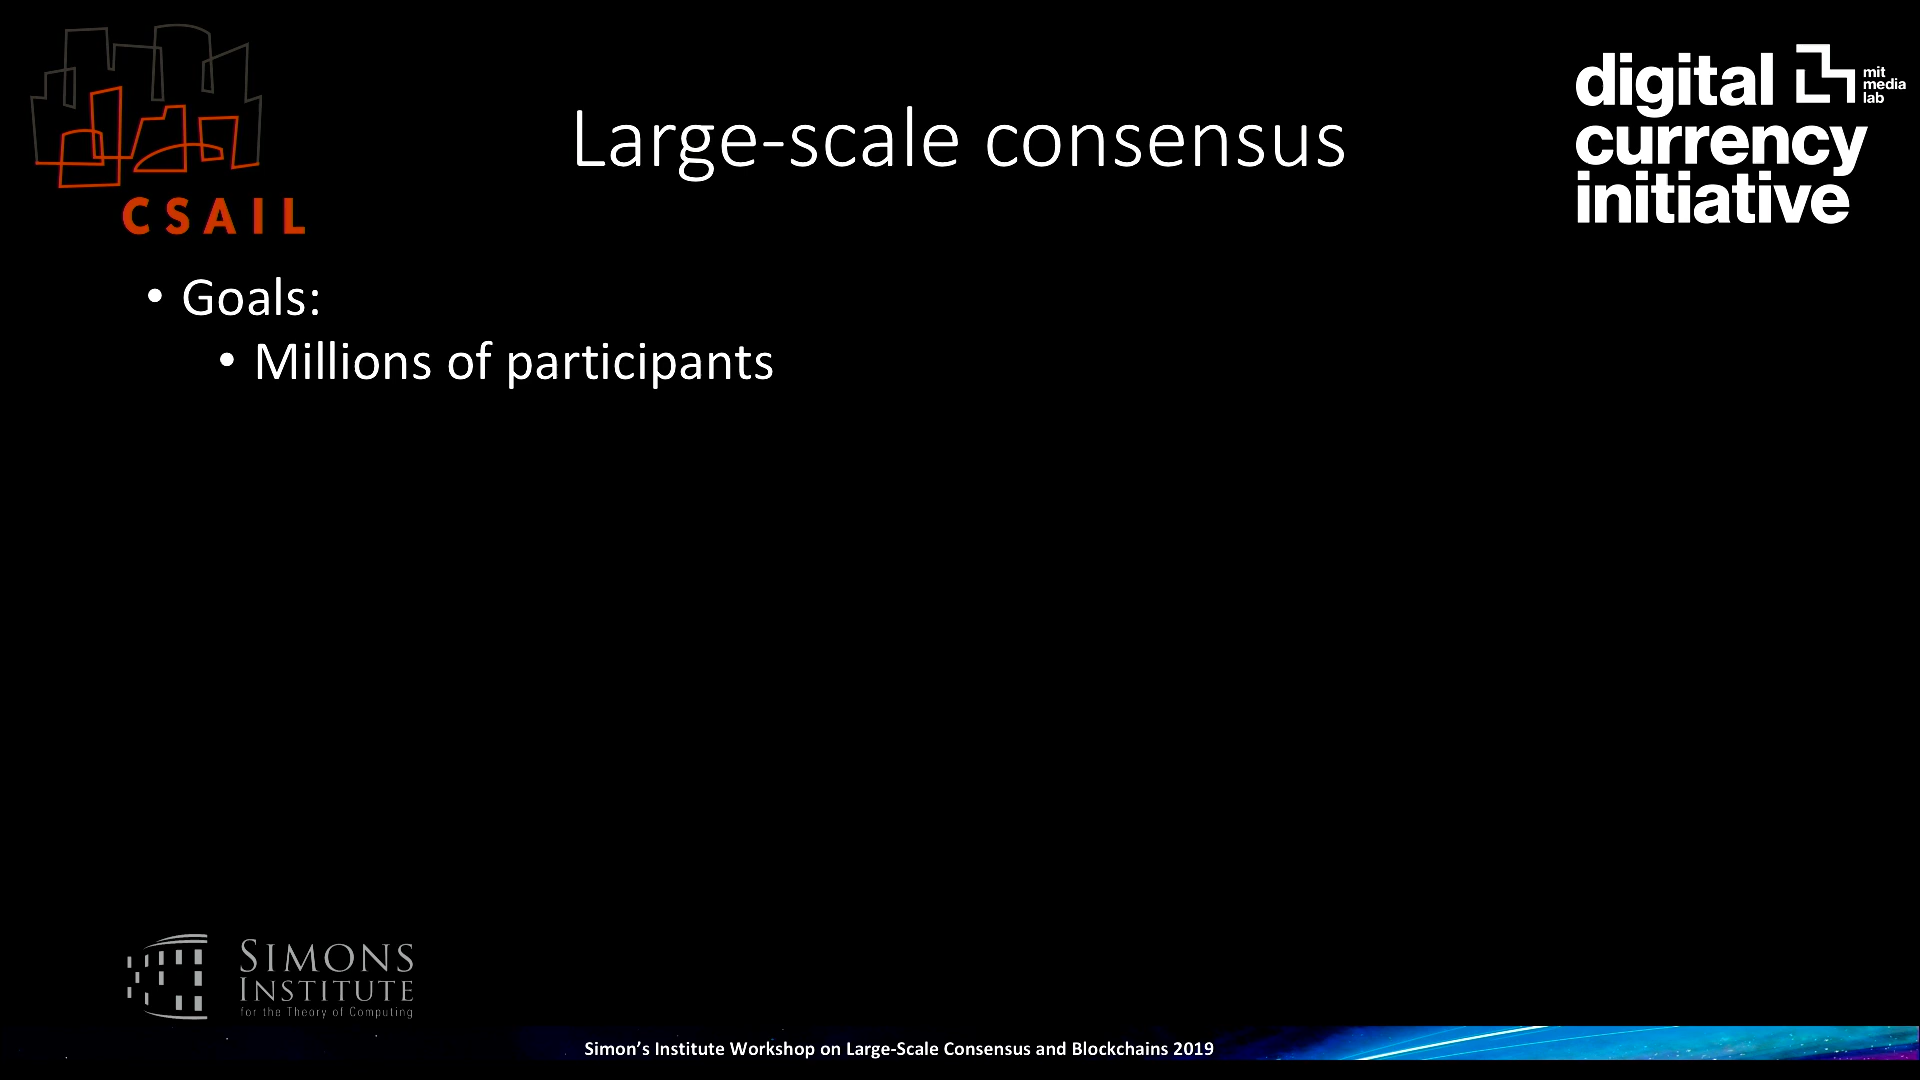 CSAIL
Large-scale consensus
digital
currency
initiative
mit
media
lab
• Goals:
• Millions of participants
SIMONS
INSTITUTE
for the Theory of Computing
Simon’s Institute Workshop on Large-Scale Consensus and Blockchains 2019